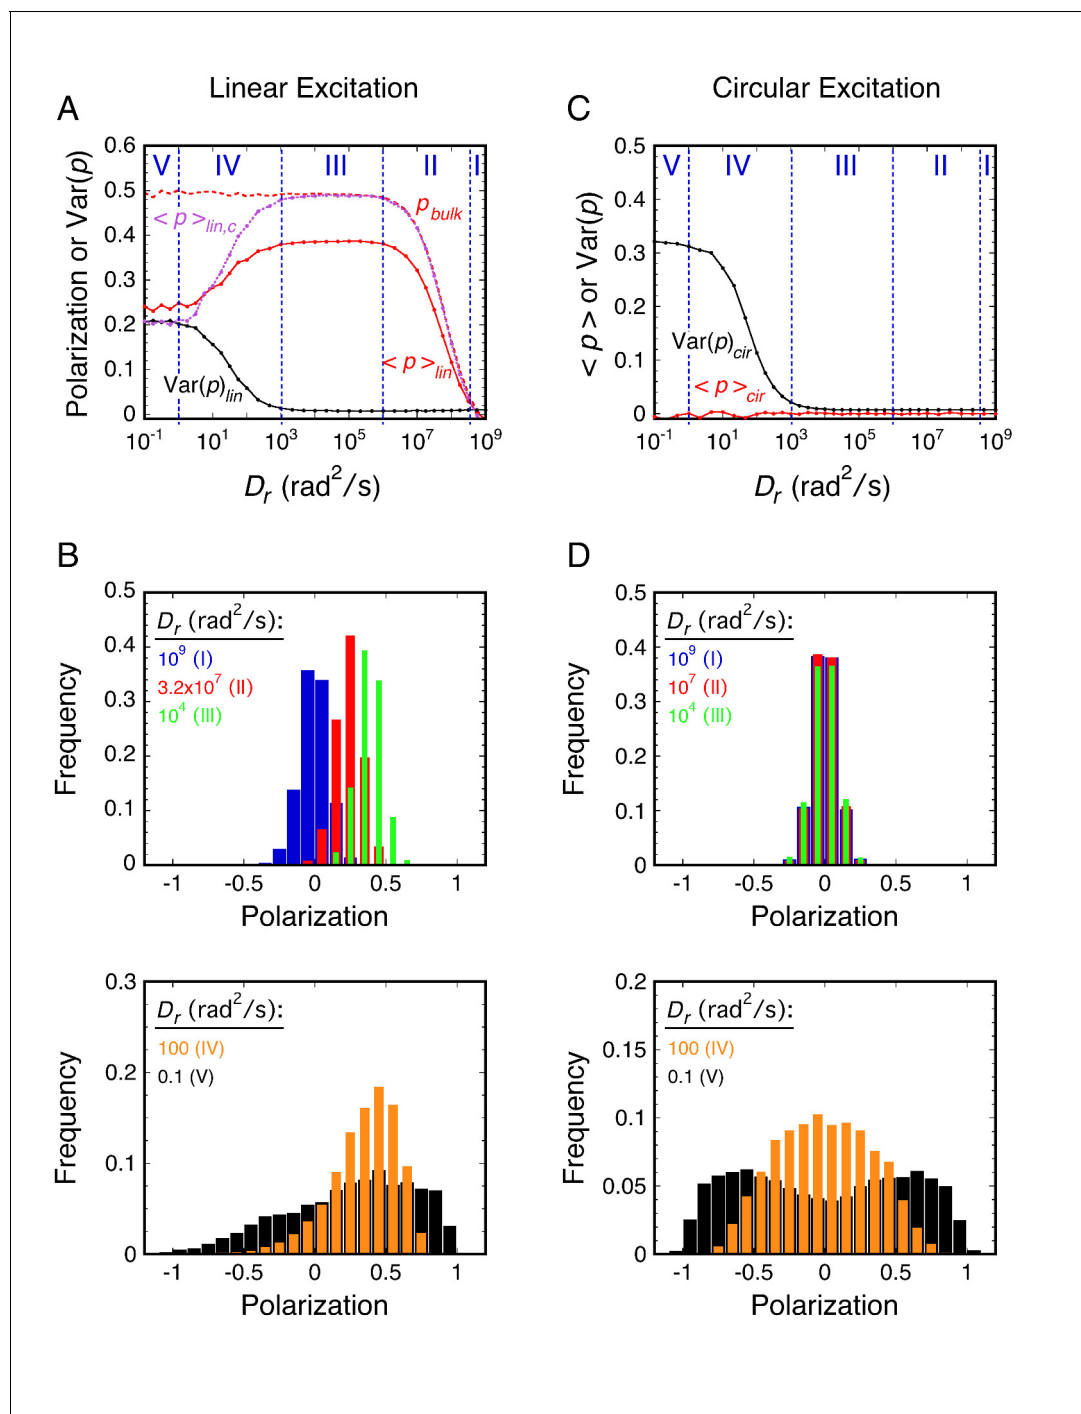 Linear Excitation
Circular Excitation
A
0.6
0.5
0.4
0.3
0.2
0.1
0
Polarization or Var(p)
V IV III II I
p bulk
< p > lin,c
< p > lin
Var(p) lin
10^-1 10^1 10^3 10^5 10^7 10^9
D_r (rad^2/s)
C
0.5
0.4
0.3
0.2
0.1
0
< p > or Var(p)
V IV III II I
Var(p) cir
< p > cir
10^-1 10^1 10^3 10^5 10^7 10^9
D_r (rad^2/s)
B
0.5
0.4
0.3
0.2
0.1
0
Frequency
D_r (rad^2/s):
10^9 (I)
3.2x10^7 (II)
10^4 (III)
-1 -0.5 0 0.5 1
Polarization
D
0.5
0.4
0.3
0.2
0.1
0
Frequency
D_r (rad^2/s):
10^9 (I)
10^7 (II)
10^4 (III)
-1 -0.5 0 0.5 1
Polarization
0.3
0.2
0.1
0
Frequency
D_r (rad^2/s):
100 (IV)
0.1 (V)
-1 -0.5 0 0.5 1
Polarization
0.2
0.15
0.1
0.05
0
Frequency
D_r (rad^2/s):
100 (IV)
0.1 (V)
-1 -0.5 0 0.5 1
Polarization